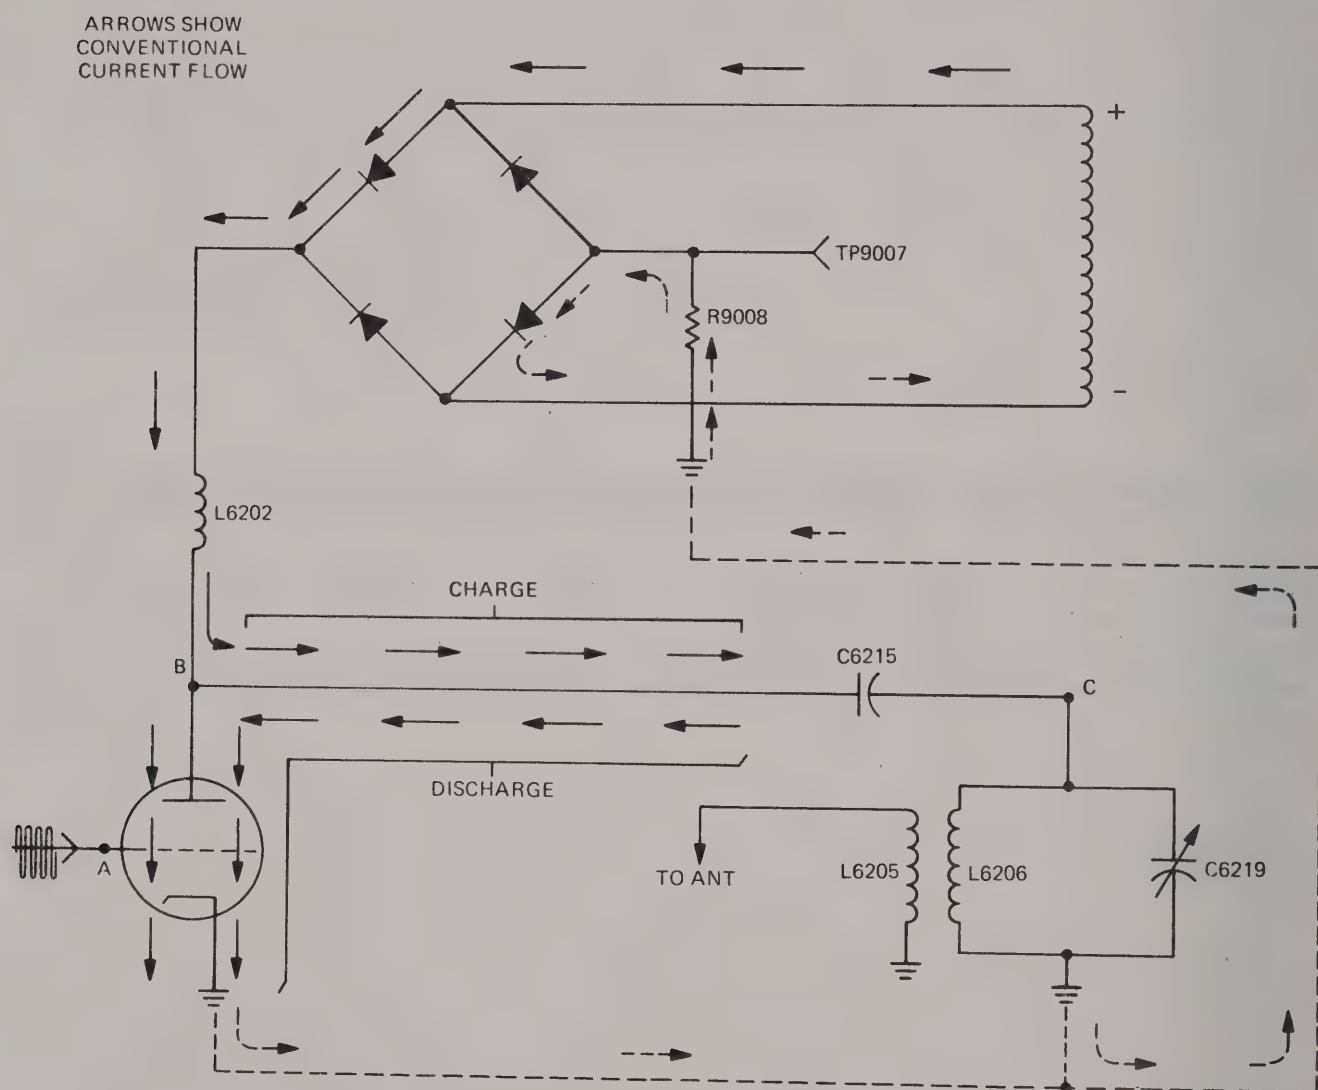 ARROWS SHOW
CONVENTIONAL
CURRENT FLOW
+
TP9007
R9008
−
L6202
CHARGE
B
C6215
C
DISCHARGE
A
TO ANT
L6205
L6206
C6219